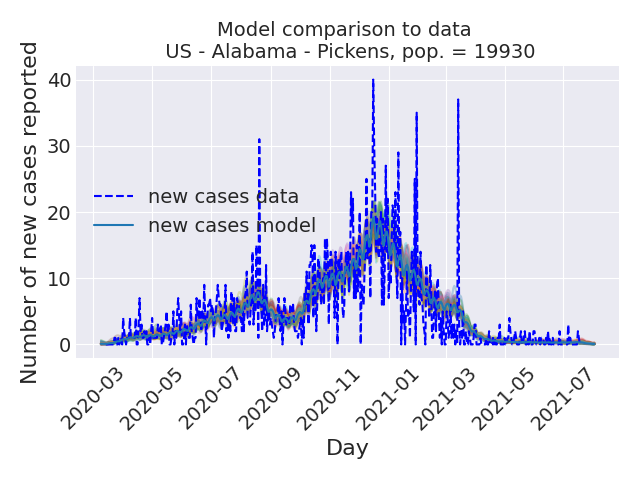 Model comparison to data
US - Alabama - Pickens, pop. = 19930
Number of new cases reported
40
30
20
10
0
new cases data
new cases model
2020-03
2020-05
2020-07
2020-09
2020-11
2021-01
2021-03
2021-05
2021-07
Day